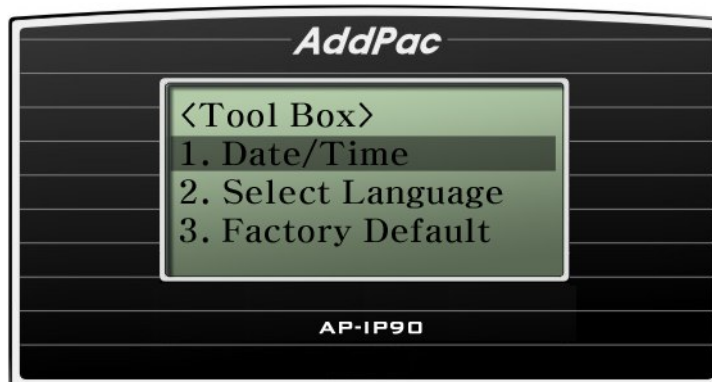 AddPac
<Tool Box>
1. Date/Time
2. Select Language
3. Factory Default
AP-IP90